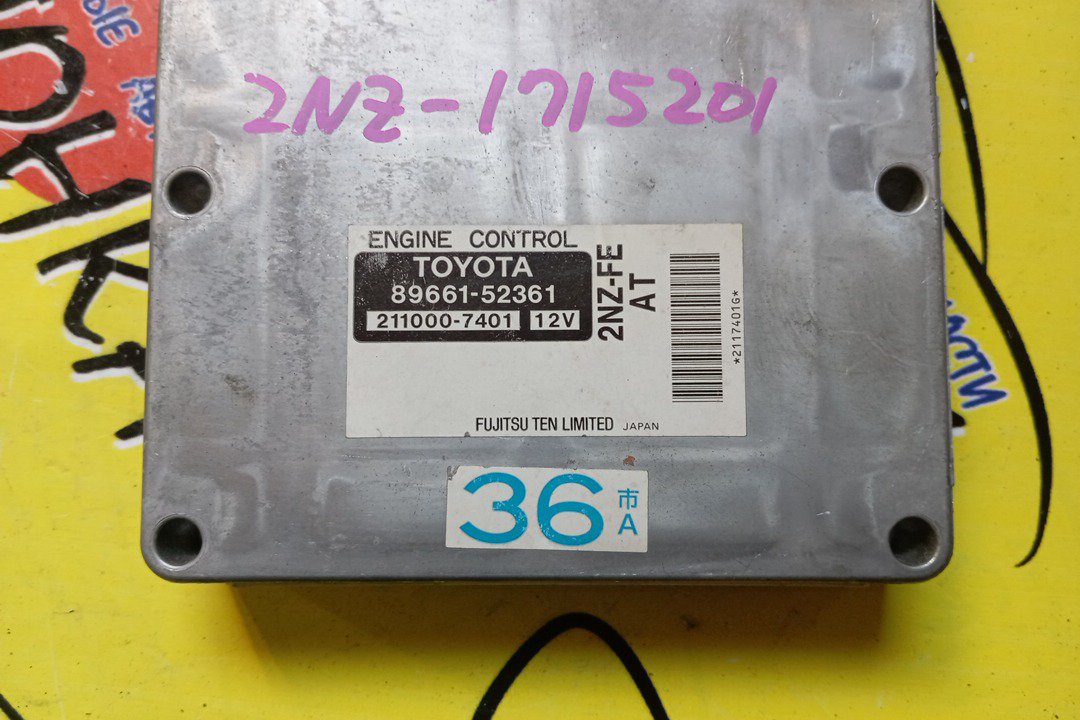 2NZ-1715201
ENGINE CONTROL
TOYOTA
89661-52361
211000-7401 12V
2NZ-FE
AT
*2117401G*
FUJITSU TEN LIMITED JAPAN
36 市
A